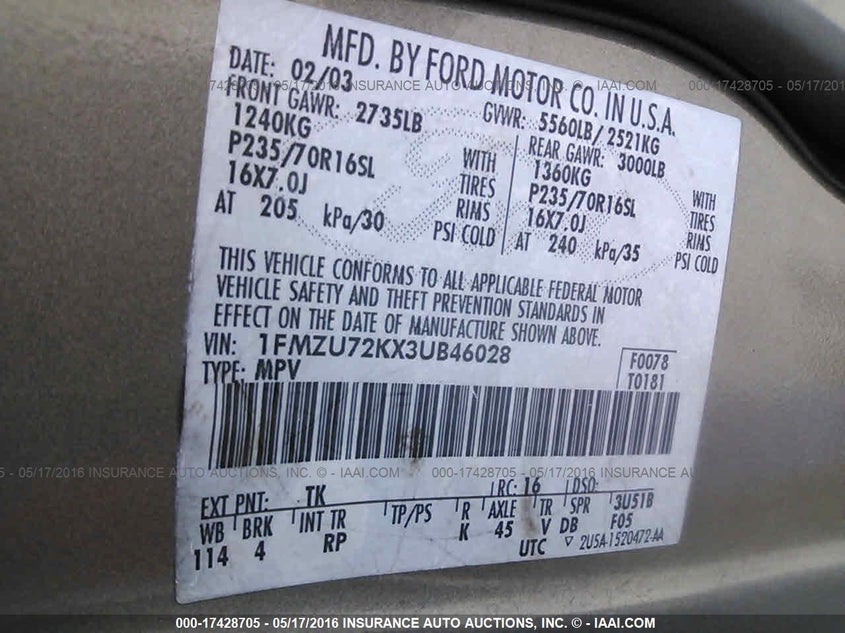 MFD. BY FORD MOTOR CO. IN U.S.A.
DATE: 02/03 GVWR: 5560LB/2521KG
FRONT GAWR: 2735LB REAR GAWR: 3000LB
1240KG WITH 1360KG WITH
P235/70R16SL TIRES P235/70R16SL TIRES
16X7.0J RIMS 16X7.0J RIMS
AT 205 kPa/30 PSI COLD AT 240 kPa/35 PSI COLD
THIS VEHICLE CONFORMS TO ALL APPLICABLE FEDERAL MOTOR
VEHICLE SAFETY AND THEFT PREVENTION STANDARDS IN
EFFECT ON THE DATE OF MANUFACTURE SHOWN ABOVE.
VIN: 1FMZU72KX3UB46028 F0078
TYPE: MPV T0181
EXT PNT: TK RC: 16 DSO:
WB BRK INT TR TP/PS R AXLE TR SPR 3U51B
114 4 RP K 45 V DB F05
UTC ▽ 2U5A-1520472-AA
000-17428705 - 05/17/2016 INSURANCE AUTO AUCTIONS, INC. © - IAAI.COM